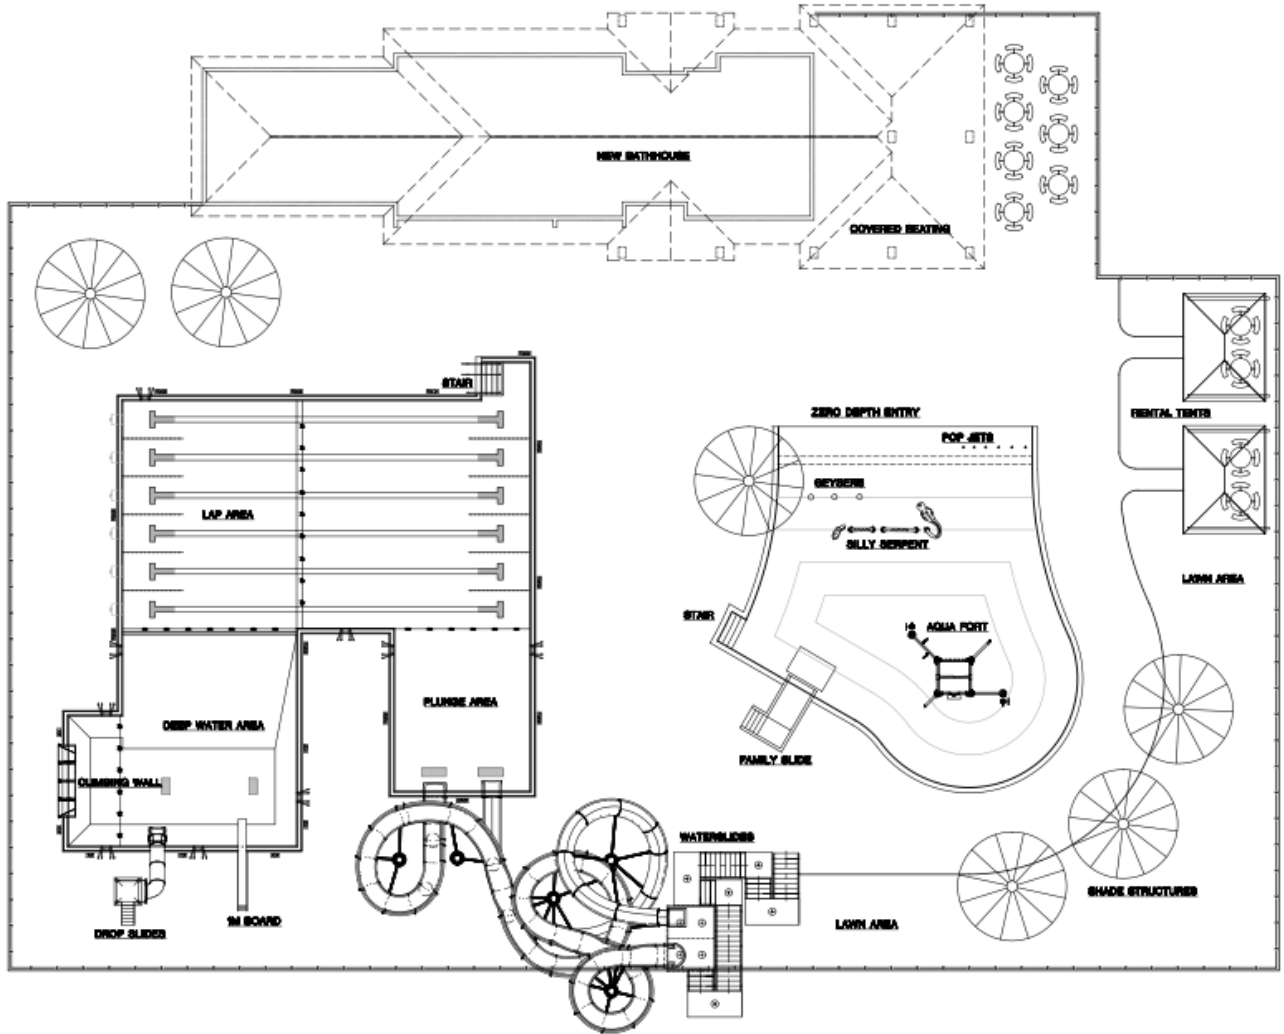 NEW BATHHOUSE
COVERED SEATING
STAIR
ZERO DEPTH ENTRY
RENTAL TENTS
POP JETS
GEYSERS
LAP AREA
SILLY SERPENT
LAWN AREA
STAIR
AQUA FORT
PLUNGE AREA
DEEP WATER AREA
FAMILY SLIDE
CLIMBING WALL
WATERSLIDES
SHADE STRUCTURES
1M BOARD
LAWN AREA
DROP SLIDES